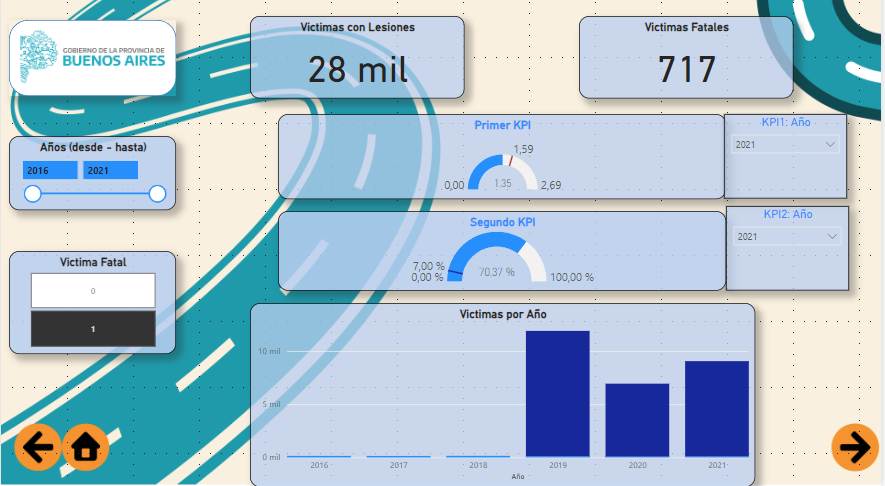 GOBIERNO DE LA PROVINCIA DE
BUENOS AIRES
Victimas con Lesiones
28 mil
Victimas Fatales
717
Años (desde - hasta)
2016
2021
Primer KPI
1,59
0,00
1.35
2,69
KPI1: Año
2021
Segundo KPI
7,00 %
0,00 %
70.37 %
100,00 %
KPI2: Año
2021
Victima Fatal
0
1
Victimas por Año
10 mil
5 mil
0 mil
2016
2017
2018
2019
2020
2021
Año